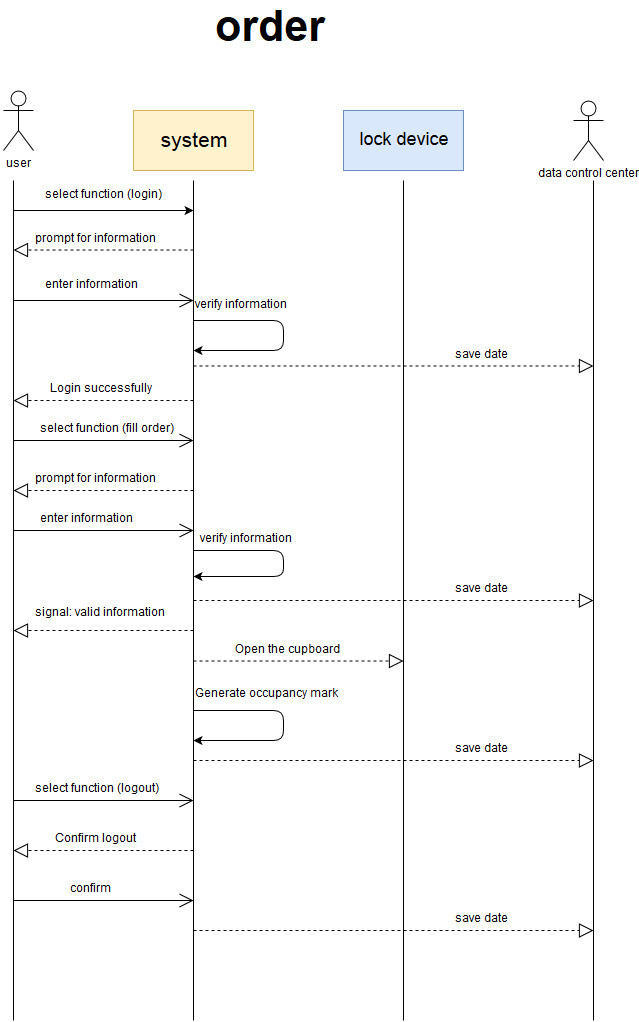 order
user
system
lock device
data control center
select function (login)
prompt for information
enter information
verify information
save date
Login successfully
select function (fill order)
prompt for information
enter information
verify information
save date
signal: valid information
Open the cupboard
Generate occupancy mark
save date
select function (logout)
Confirm logout
confirm
save date